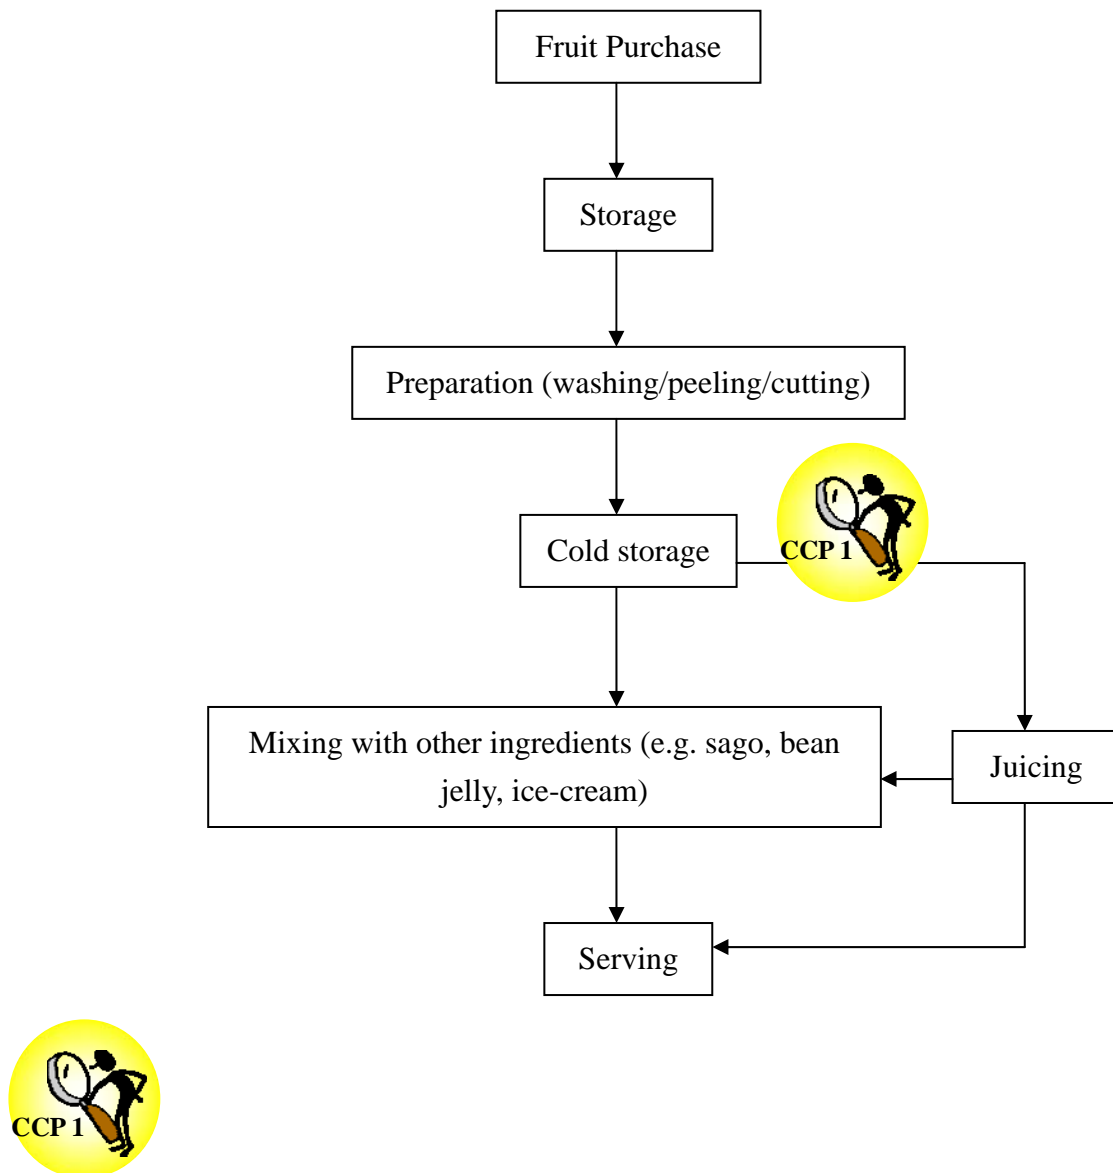 Fruit Purchase
Storage
Preparation (washing/peeling/cutting)
Cold storage
CCP 1
Mixing with other ingredients (e.g. sago, bean
jelly, ice-cream)
Juicing
Serving
CCP 1